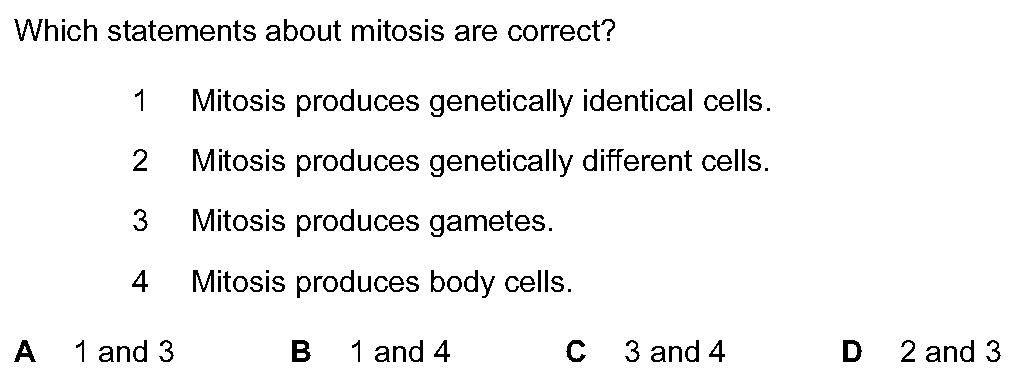 Which statements about mitosis are correct?
1 Mitosis produces genetically identical cells.
2 Mitosis produces genetically different cells.
3 Mitosis produces gametes.
4 Mitosis produces body cells.
A 1 and 3 B 1 and 4 C 3 and 4 D 2 and 3